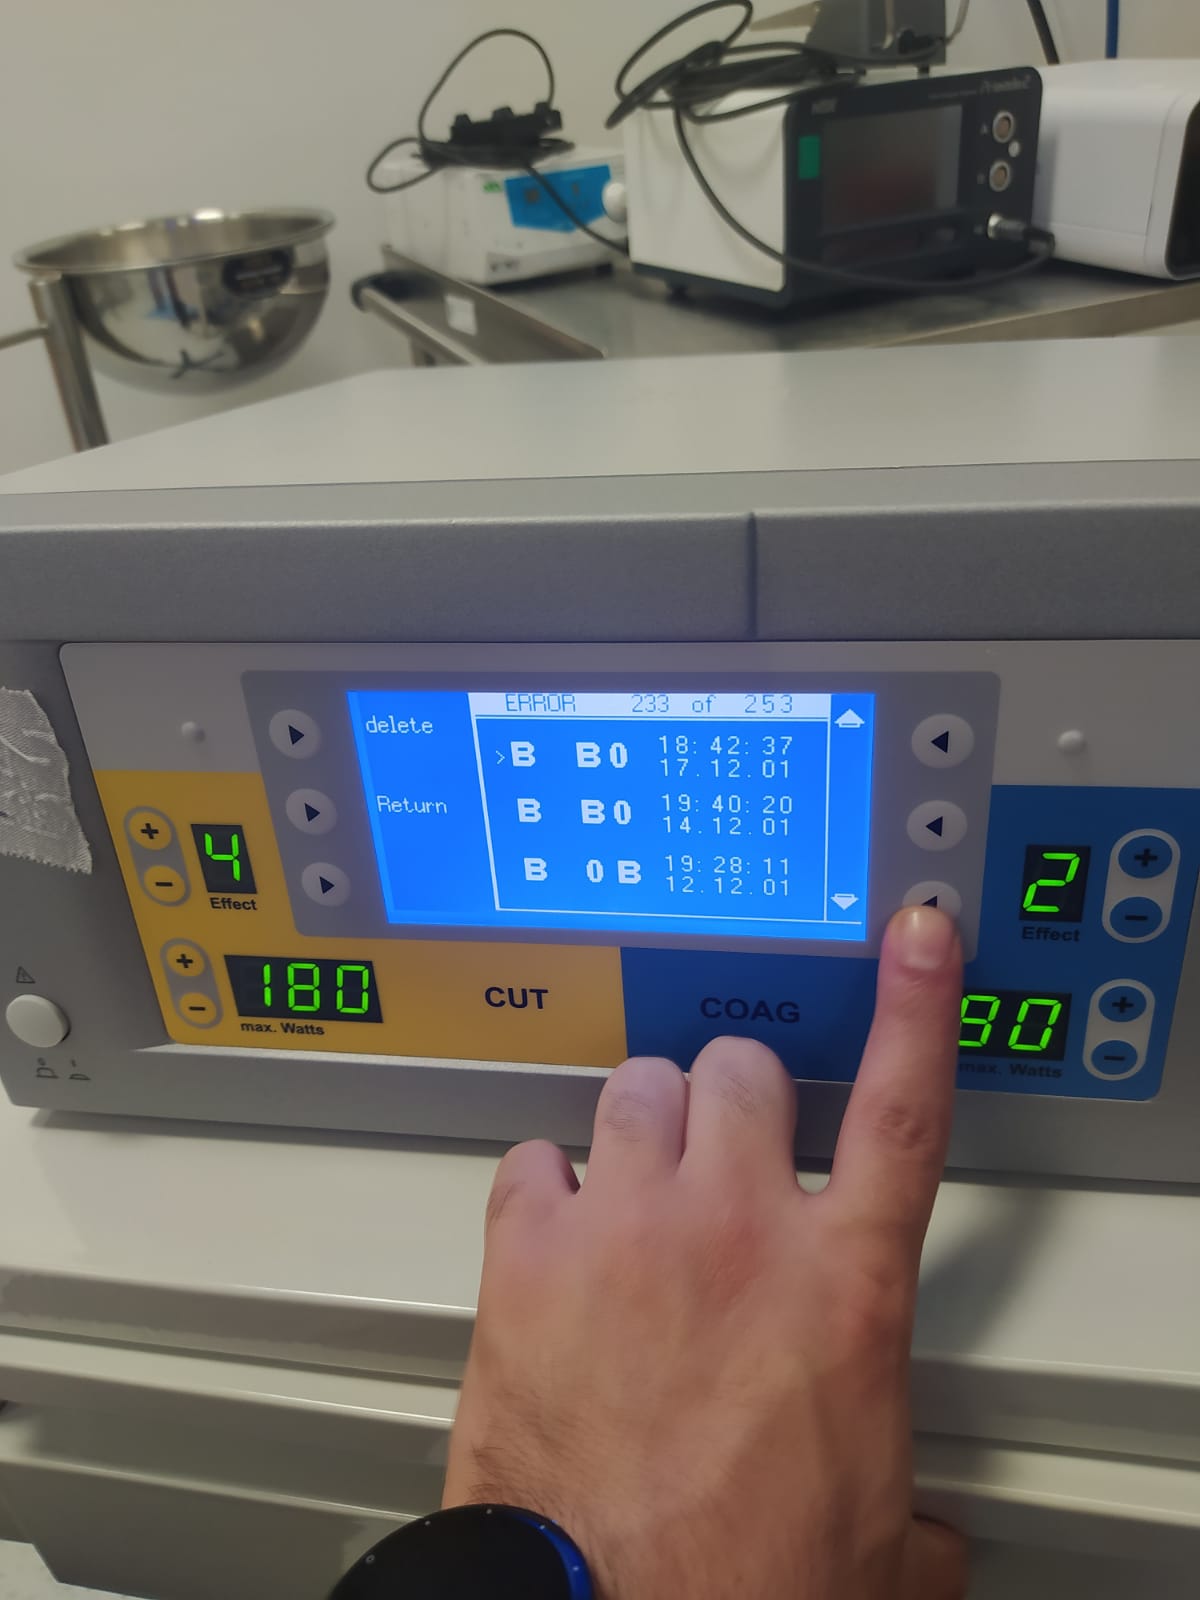 NSK
ERROR 233 of 253
delete
>B B0 18:42:37
17.12.01
Return
B B0 19:40:20
14.12.01
B 0B 19:28:11
12.12.01
+
-
4
Effect
+
-
180
max. Watts
CUT
COAG
2
Effect
+
-
90
max. Watts
+
-